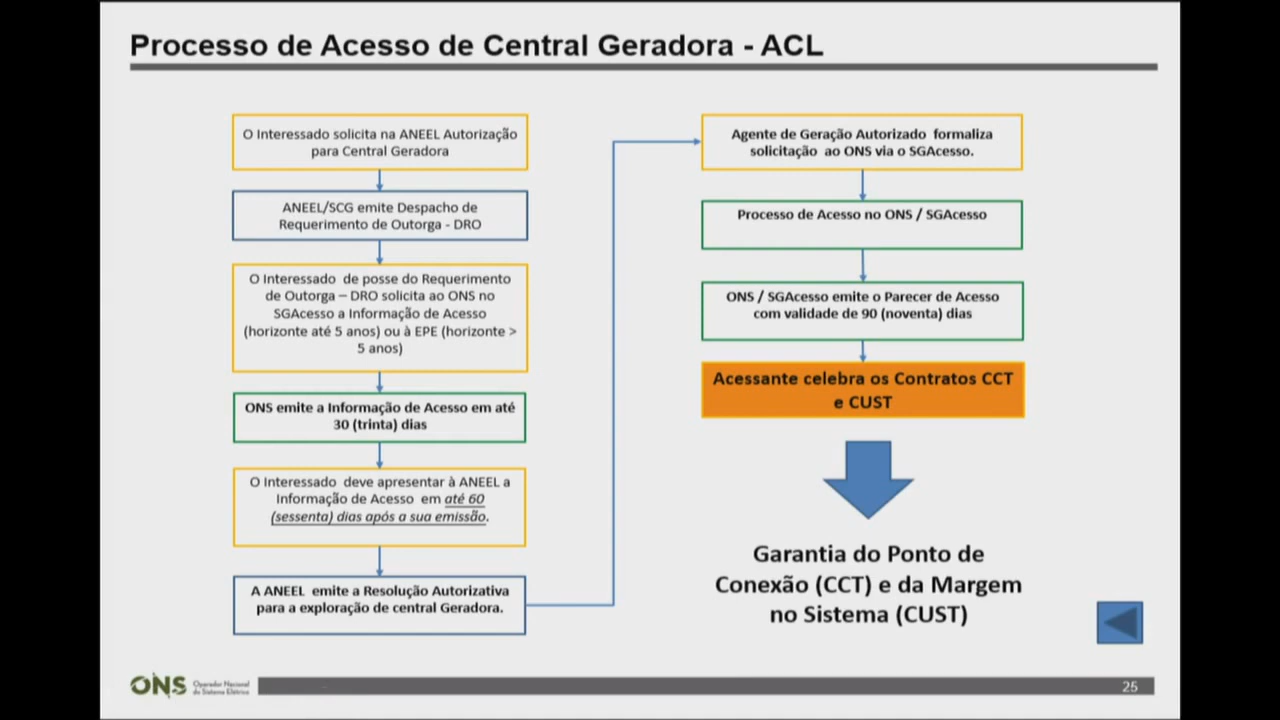 Processo de Acesso de Central Geradora - ACL
O Interessado solicita na ANEEL Autorização
para Central Geradora
ANEEL/SCG emite Despacho de
Requerimento de Outorga - DRO
O Interessado de posse do Requerimento
de Outorga – DRO solicita ao ONS no
SGAcesso a Informação de Acesso
(horizonte até 5 anos) ou à EPE (horizonte >
5 anos)
ONS emite a Informação de Acesso em até
30 (trinta) dias
O Interessado deve apresentar à ANEEL a
Informação de Acesso em até 60
(sessenta) dias após a sua emissão.
A ANEEL emite a Resolução Autorizativa
para a exploração de central Geradora.
Agente de Geração Autorizado formaliza
solicitação ao ONS via o SGAcesso.
Processo de Acesso no ONS / SGAcesso
ONS / SGAcesso emite o Parecer de Acesso
com validade de 90 (noventa) dias
Acessante celebra os Contratos CCT
e CUST
Garantia do Ponto de
Conexão (CCT) e da Margem
no Sistema (CUST)
ONS
Operador Nacional
do Sistema Elétrico
25